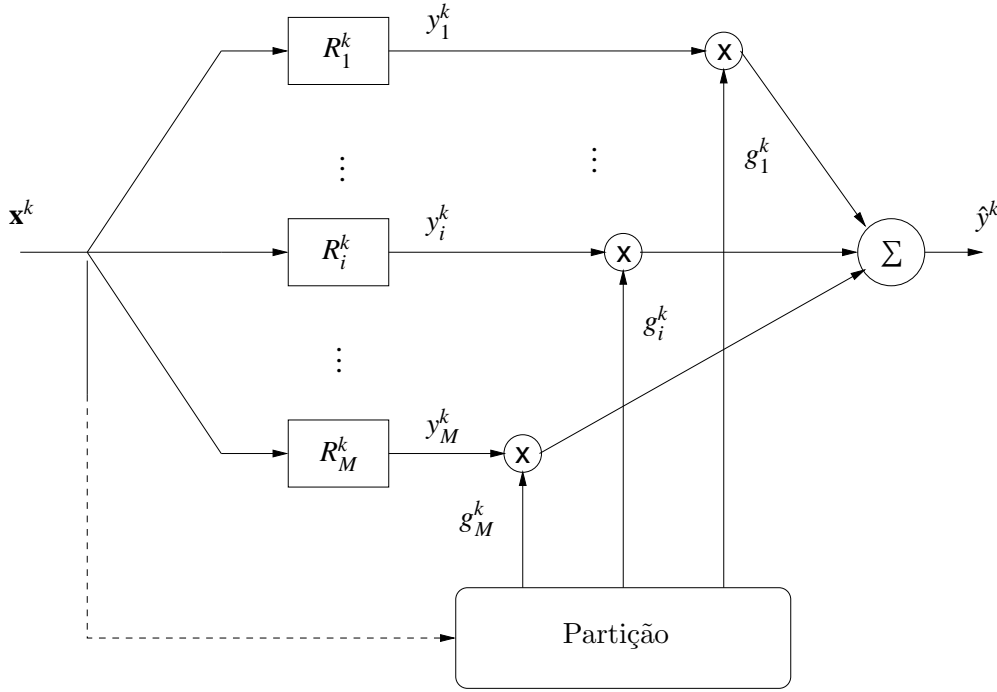 R_1^k
y_1^k
x
g_1^k
⋮
⋮
𝐱^k
R_i^k
y_i^k
x
Σ
ŷ^k
g_i^k
⋮
R_M^k
y_M^k
x
g_M^k
Partição